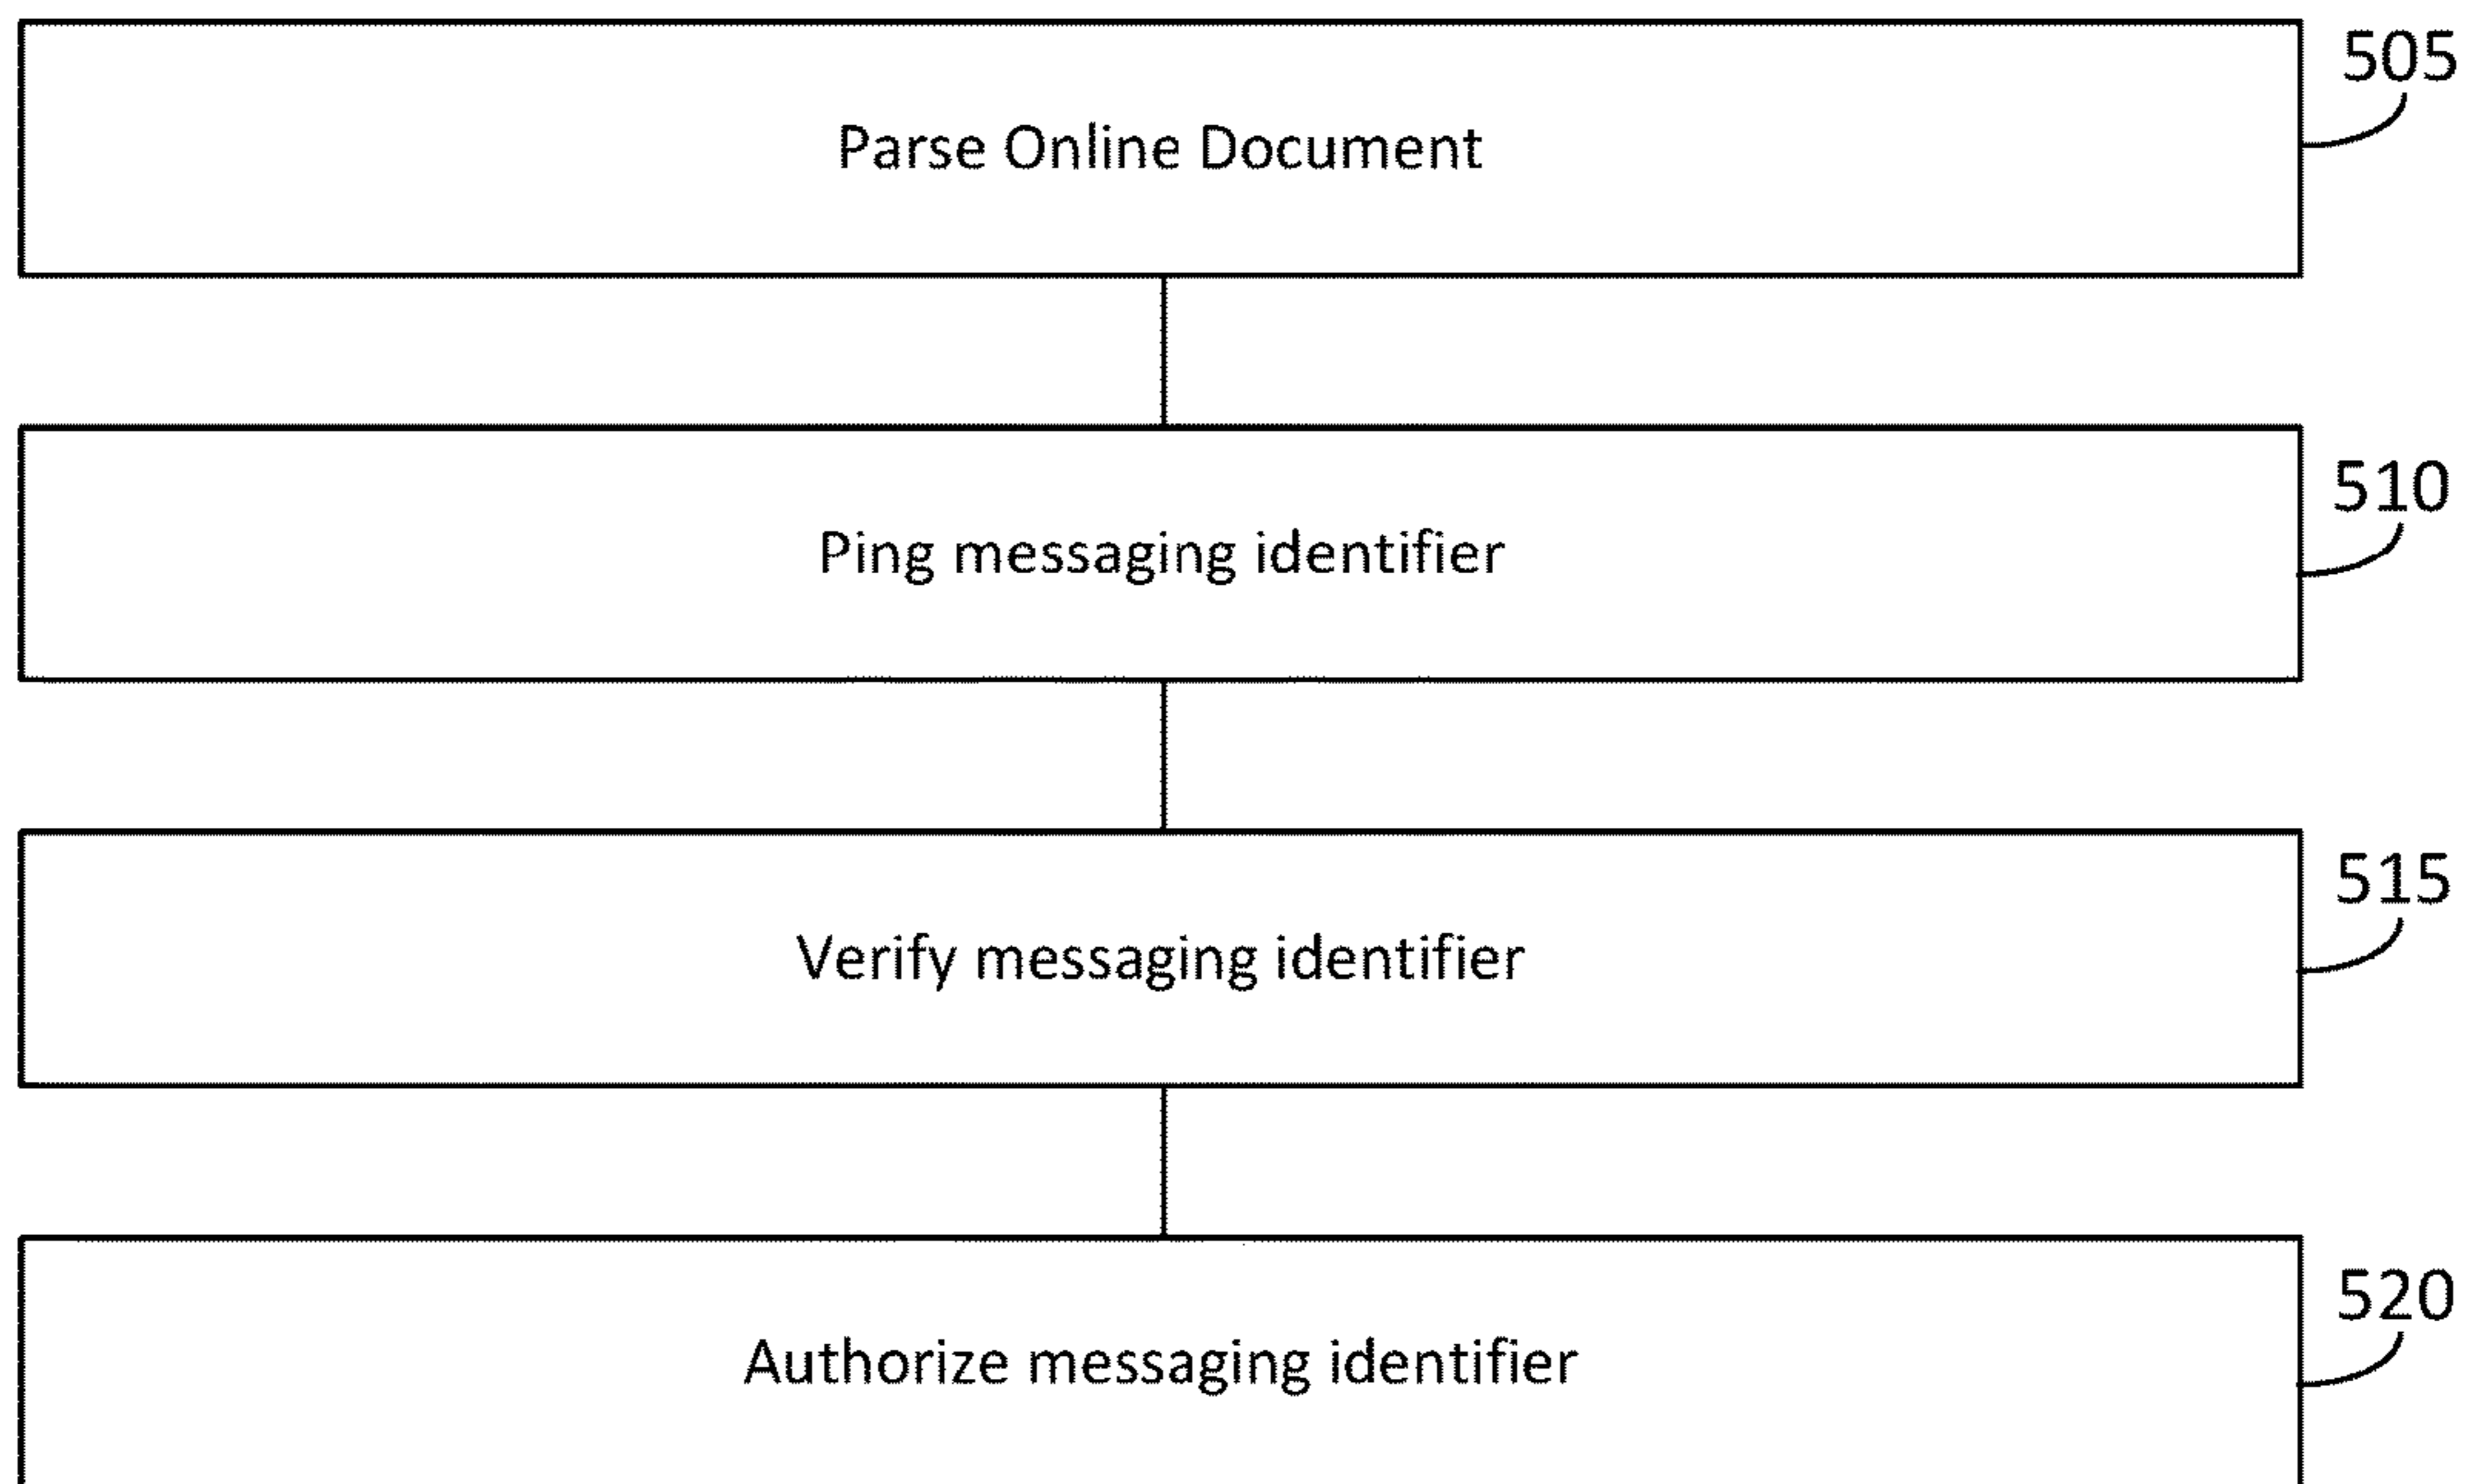 505
Parse Online Document
510
Ping messaging identifier
515
Verify messaging identifier
520
Authorize messaging identifier